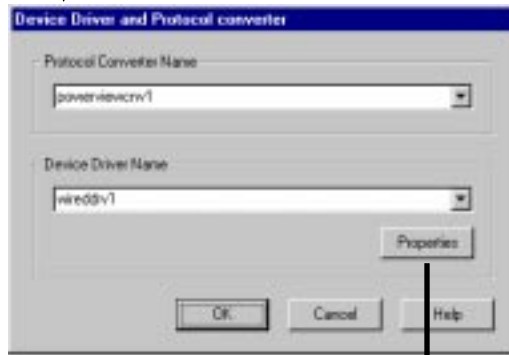 Device Driver and Protocol converter
Protocol Converter Name
powerviewcnv1
Device Driver Name
wireddrv1
Properties
OK
Cancel
Help